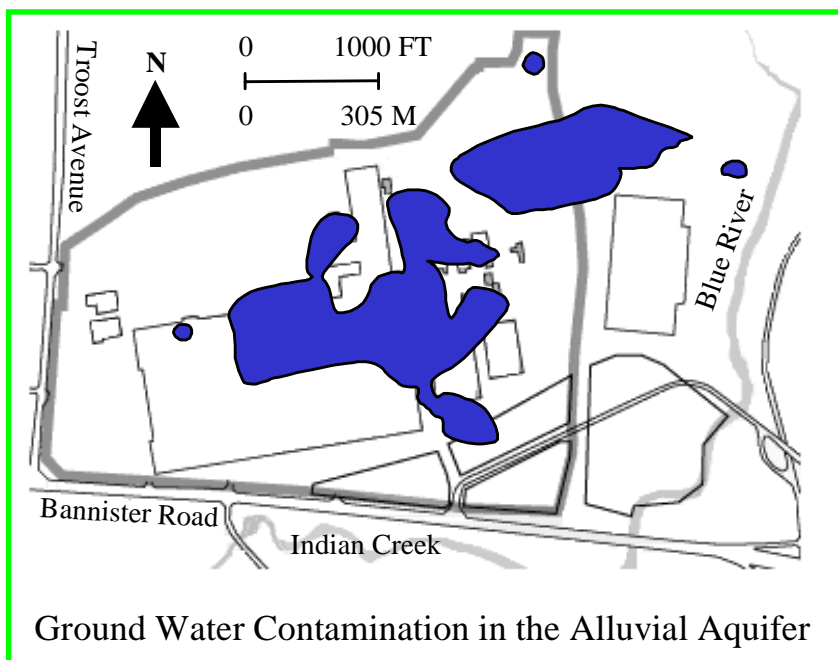 Troost Avenue
N
0 1000 FT
0 305 M
Blue River
Bannister Road
Indian Creek
Ground Water Contamination in the Alluvial Aquifer